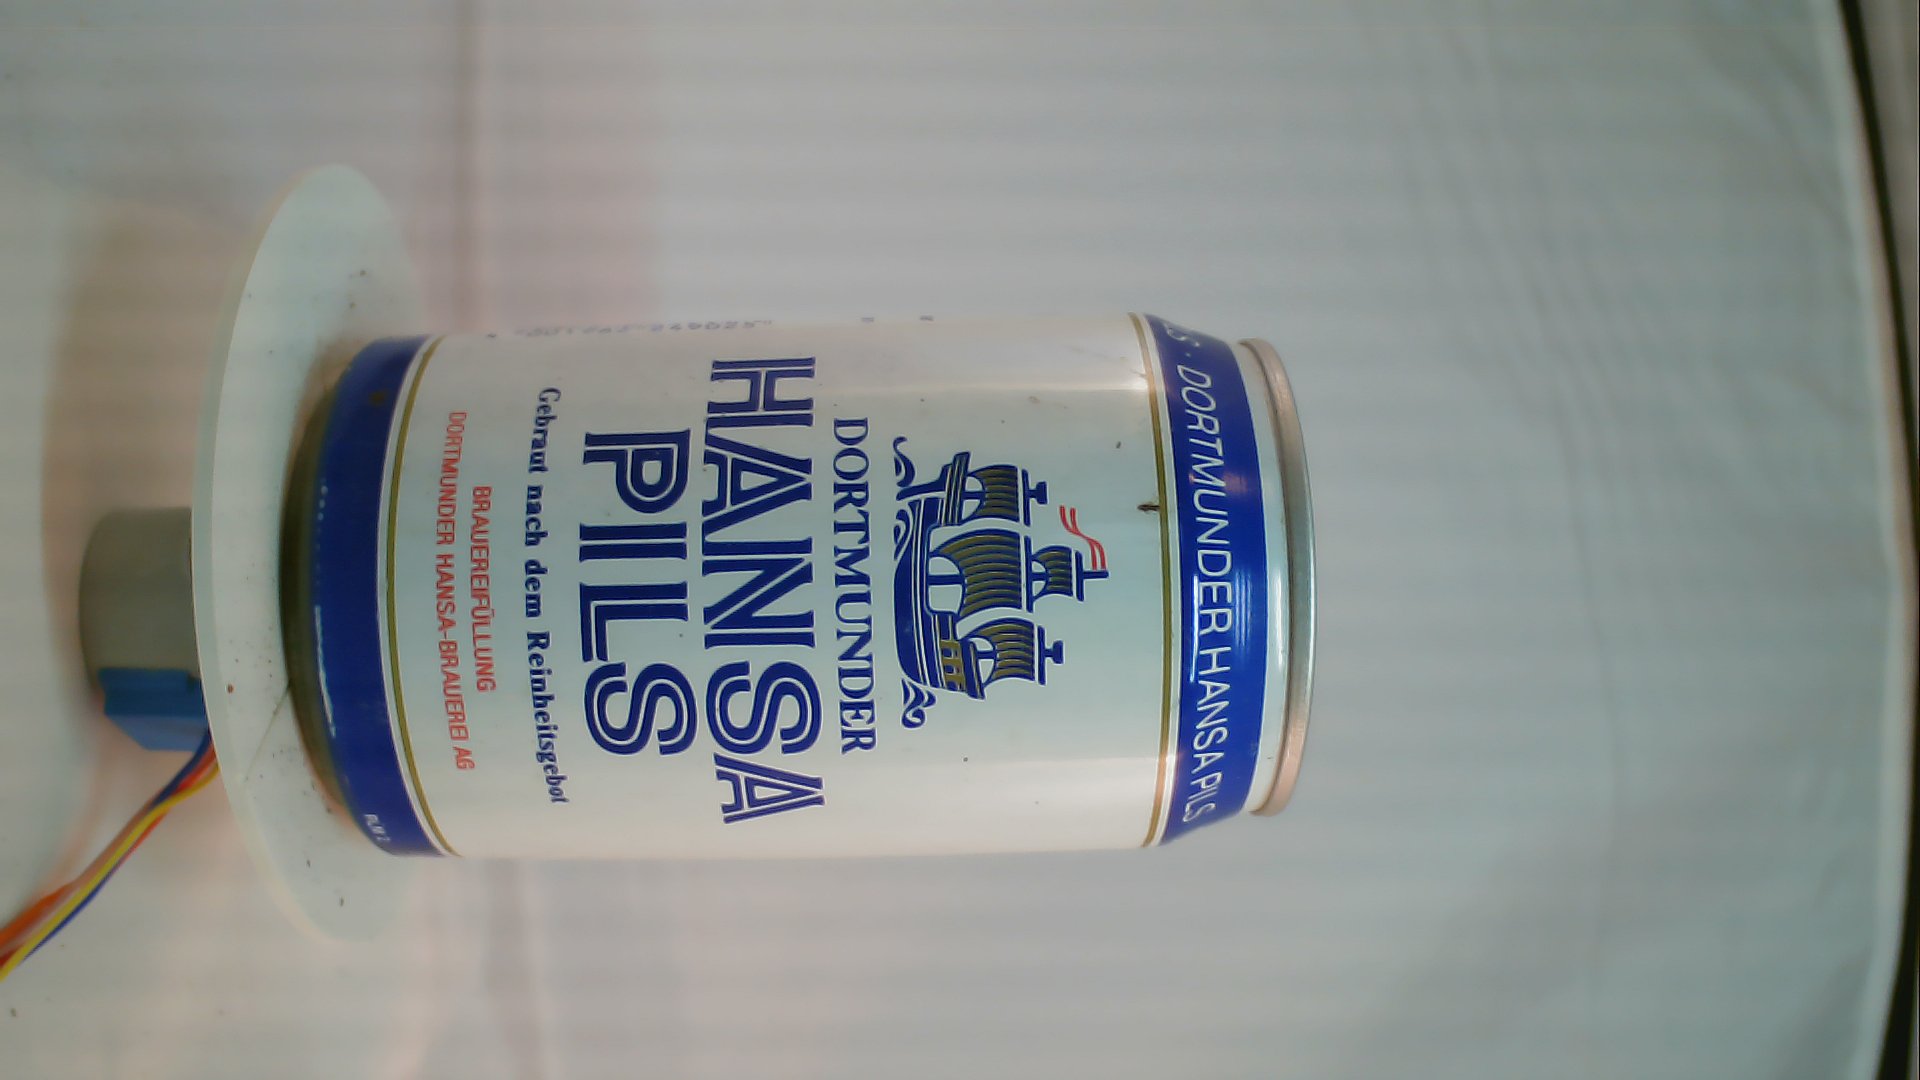 DORTMUNDER HANSA PILS
DORTMUNDER
HANSA
PILS
Gebraut nach dem Reinheitsgebot
BRAUEREIFÜLLUNG
DORTMUNDER HANSA-BRAUEREI AG